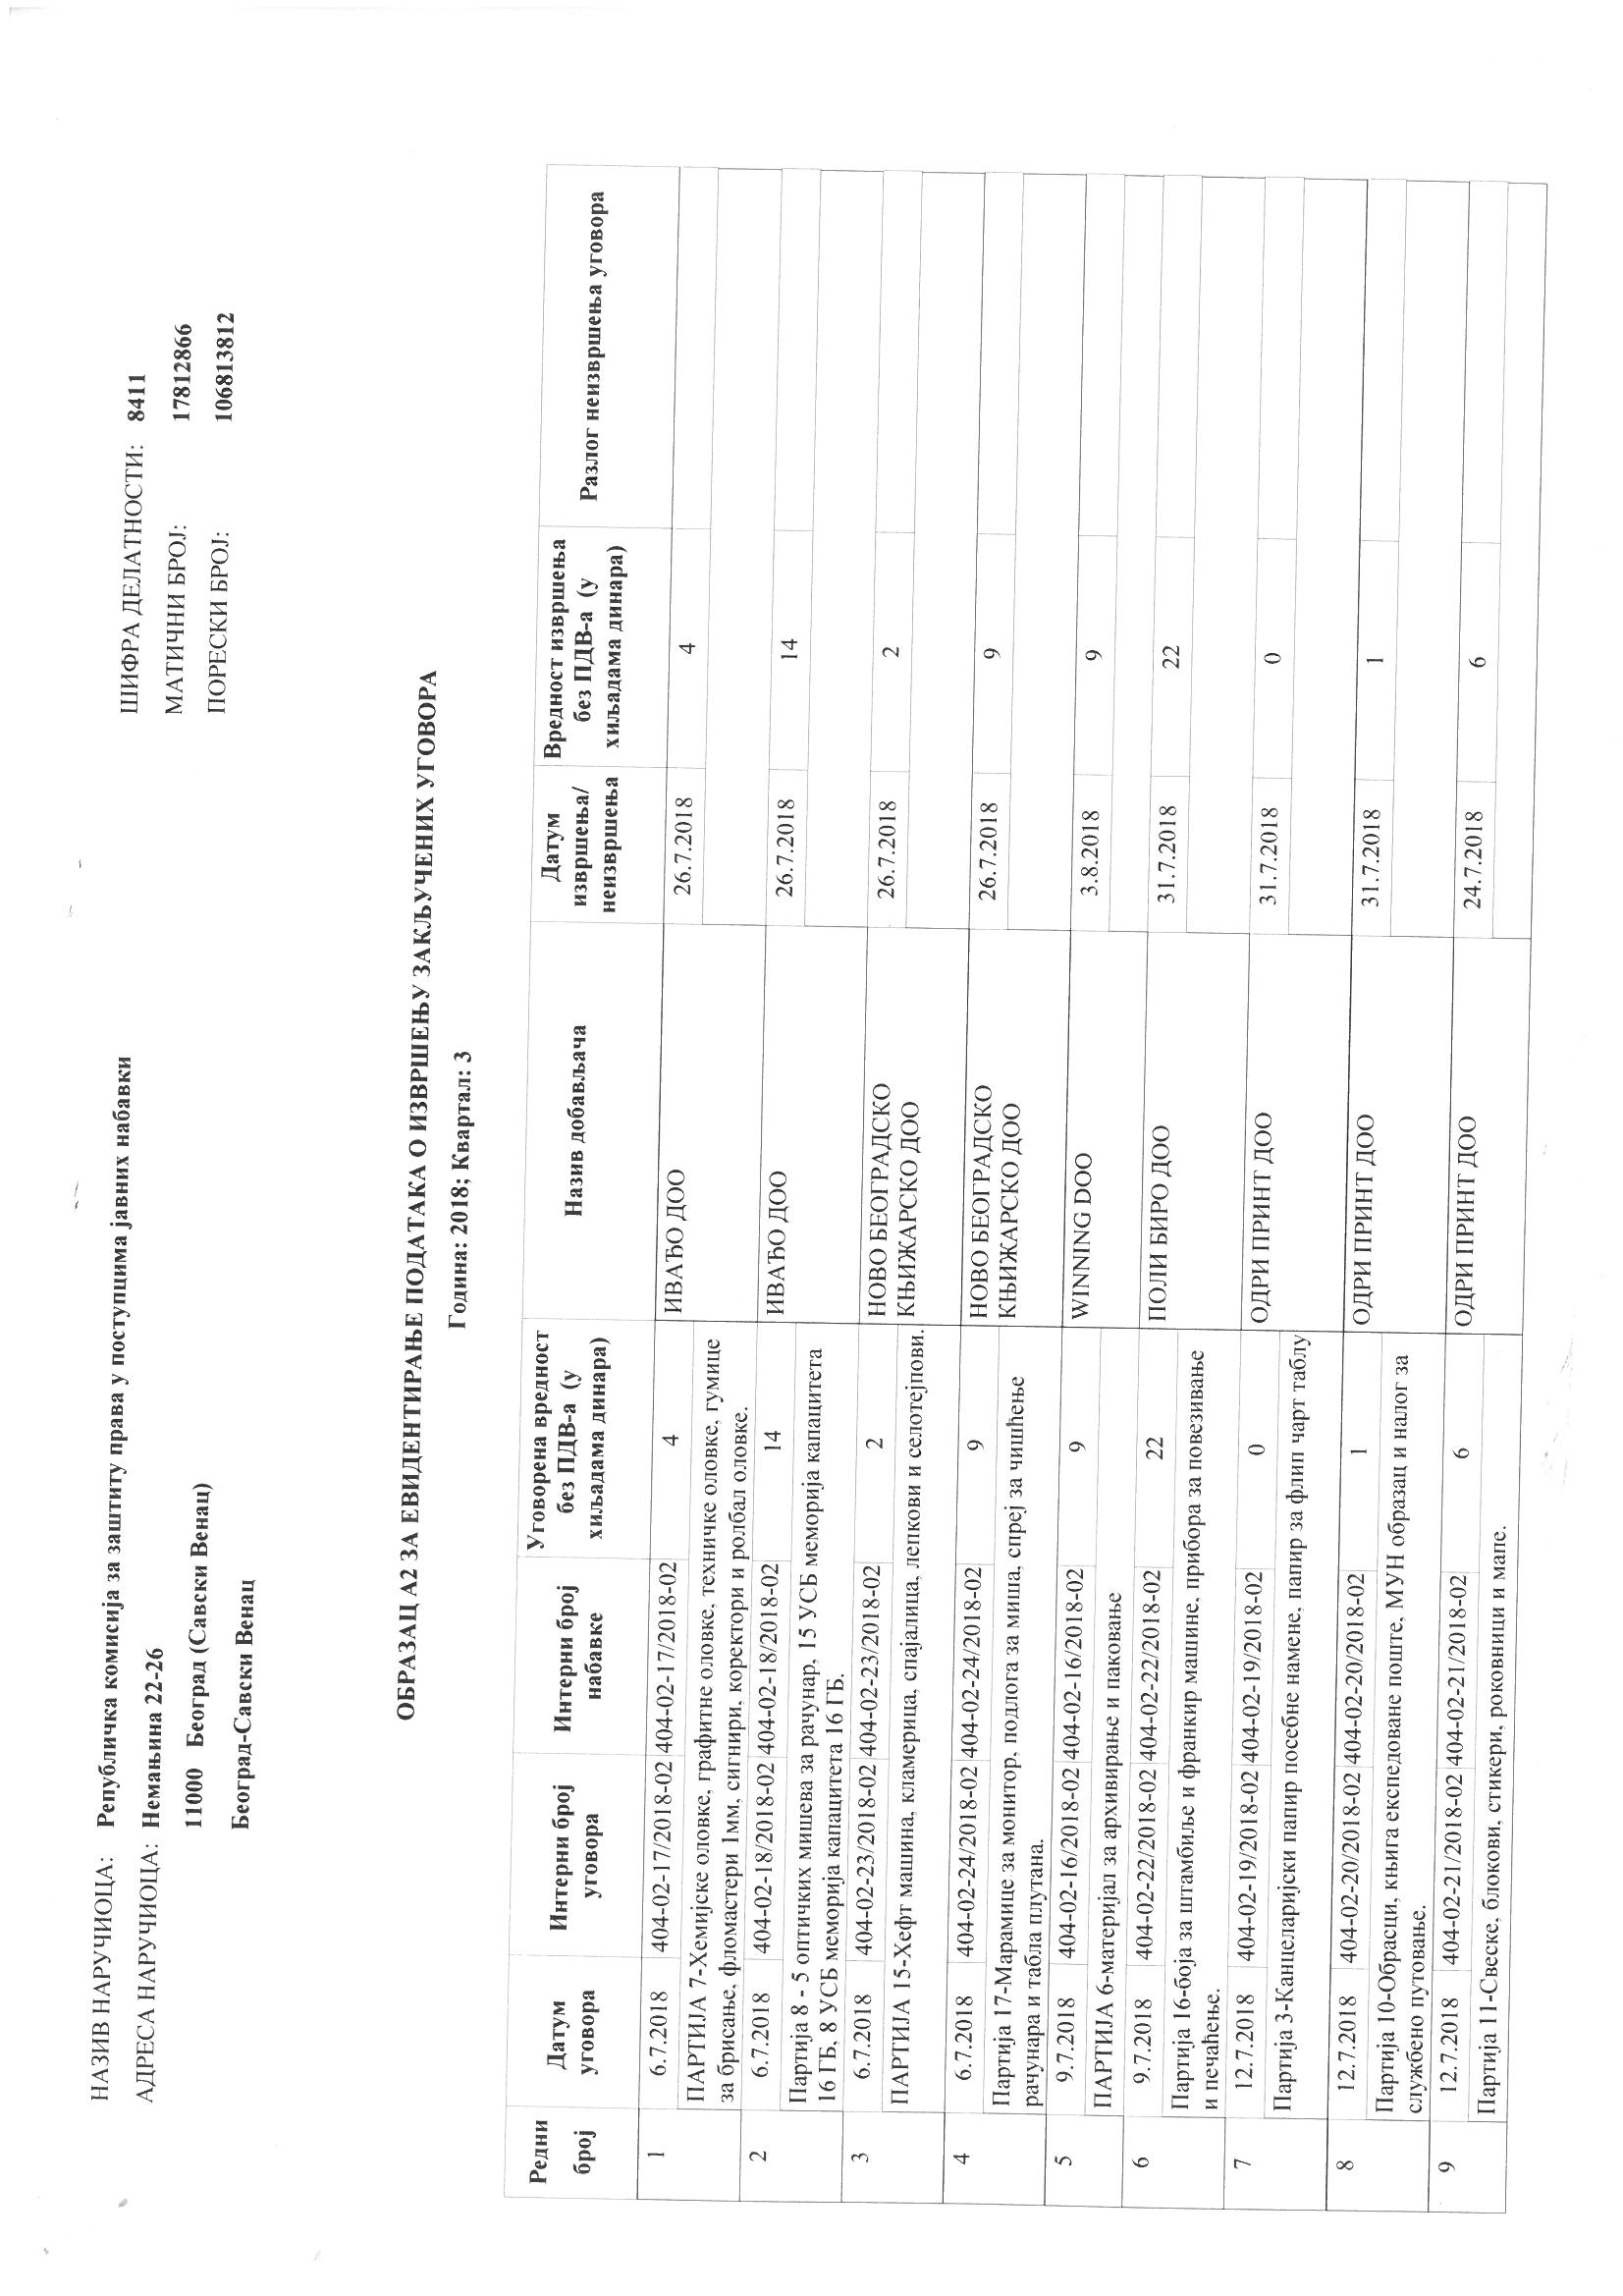 НАЗИВ НАРУЧИОЦА: Републичка комисија за заштиту права у поступцима јавних набавки
АДРЕСА НАРУЧИОЦА: Немањина 22-26
11000 Београд (Савски Венац)
Београд-Савски Венац
ШИФРА ДЕЛАТНОСТИ: 8411
МАТИЧНИ БРОЈ: 17812866
ПОРЕСКИ БРОЈ: 106813812
ОБРАЗАЦ А2 ЗА ЕВИДЕНТИРАЊЕ ПОДАТАКА О ИЗВРШЕЊУ ЗАКЉУЧЕНИХ УГОВОРА
Година: 2018; Квартал: 3
Редни број
Датум уговора
Интерни број уговора
Интерни број набавке
Уговорена вредност без ПДВ-а (у хиљадама динара)
Назив добављача
Датум извршења/ неизвршења
Вредност извршења без ПДВ-а (у хиљадама динара)
Разлог неизвршења уговора
1 6.7.2018 404-02-17/2018-02 404-02-17/2018-02 4 ИВАЂО ДОО 26.7.2018 4
ПАРТИЈА 7-Хемијске оловке, графитне оловке, техничке оловке, гумице
за брисање, фломастери 1мм, сигнири, коректори и ролбал оловке.
2 6.7.2018 404-02-18/2018-02 404-02-18/2018-02 14 ИВАЂО ДОО 26.7.2018 14
Партија 8 - 5 оптичких мишева за рачунар, 15 УСБ меморија капацитета
16 ГБ, 8 УСБ меморија капацитета 16 ГБ.
3 6.7.2018 404-02-23/2018-02 404-02-23/2018-02 2 НОВО БЕОГРАДСКО 26.7.2018 2
КЊИЖАРСКО ДОО
ПАРТИЈА 15-Хефт машина, кламерица, спајалица, лепкови и селотејпови.
4 6.7.2018 404-02-24/2018-02 404-02-24/2018-02 9 НОВО БЕОГРАДСКО 26.7.2018 9
КЊИЖАРСКО ДОО
Партија 17-Марамице за монитор, подлога за миша, спреј за чишћење
рачунара и табла плутана.
5 9.7.2018 404-02-16/2018-02 404-02-16/2018-02 9 WINNING DOO 3.8.2018 9
ПАРТИЈА 6-материјал за архивирање и паковање
6 9.7.2018 404-02-22/2018-02 404-02-22/2018-02 22 ПОЛИ БИРО ДОО 31.7.2018 22
Партија 16-боја за штамбиље и франкир машине, прибора за повезивање
и печаћење.
7 12.7.2018 404-02-19/2018-02 404-02-19/2018-02 0 ОДРИ ПРИНТ ДОО 31.7.2018 0
Партија 3-Канцеларијски папир посебне намене, папир за флип чарт таблу
8 12.7.2018 404-02-20/2018-02 404-02-20/2018-02 1 ОДРИ ПРИНТ ДОО 31.7.2018 1
Партија 10-Обрасци, књига експедоване поште, МУН образац и налог за
службено путовање.
9 12.7.2018 404-02-21/2018-02 404-02-21/2018-02 6 ОДРИ ПРИНТ ДОО 24.7.2018 6
Партија 11-Свеске, блокови, стикери, роковници и мапе.